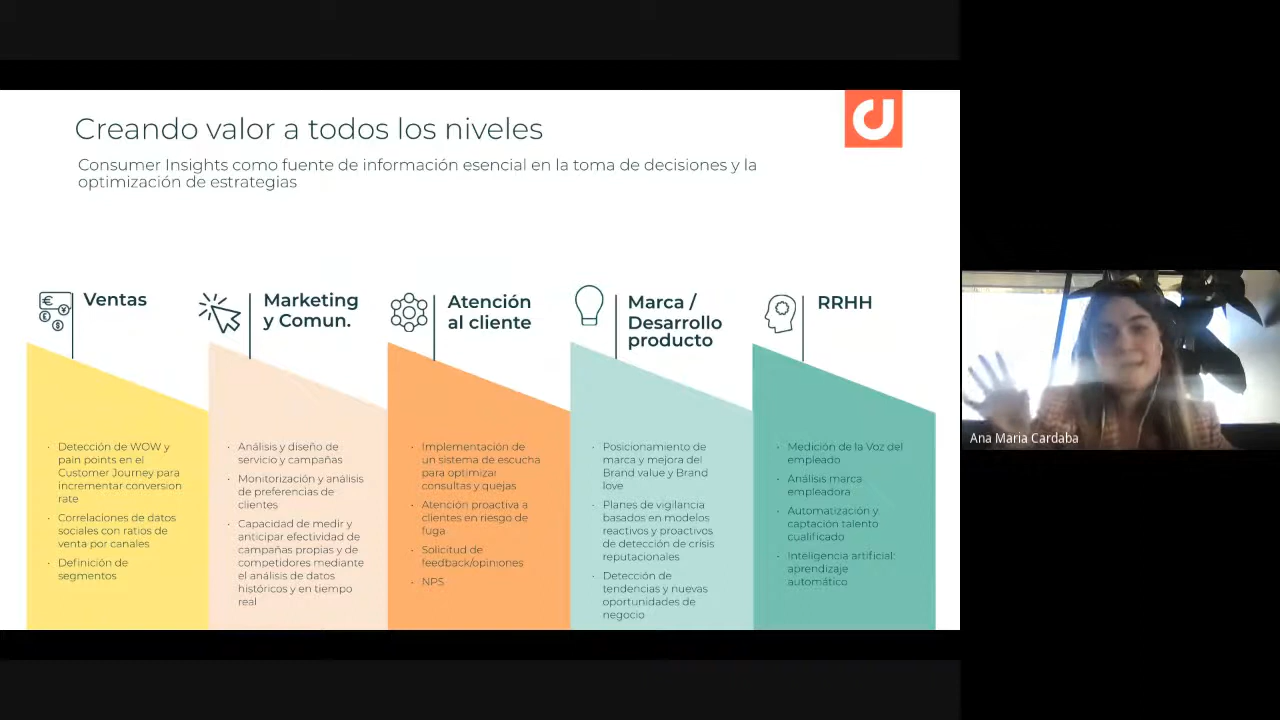 Creando valor a todos los niveles
Consumer Insights como fuente de información esencial en la toma de decisiones y la
optimización de estrategias
Ventas
· Detección de WOW y
pain points en el
Customer Journey para
incrementar conversion
rate
· Correlaciones de datos
sociales con ratios de
venta por canales
· Definición de
segmentos
Marketing
y Comun.
· Análisis y diseño de
servicio y campañas
· Monitorización y análisis
de preferencias de
clientes
· Capacidad de medir y
anticipar efectividad de
campañas propias y de
competidores mediante
el análisis de datos
históricos y en tiempo
real
Atención
al cliente
· Implementación de
un sistema de escucha
para optimizar
consultas y quejas
· Atención proactiva a
clientes en riesgo de
fuga
· Solicitud de
feedback/opiniones
· NPS
Marca /
Desarrollo
producto
· Posicionamiento de
marca y mejora del
Brand value y Brand
love
· Planes de vigilancia
basados en modelos
reactivos y proactivos
de detección de crisis
reputacionales
· Detección de
tendencias y nuevas
oportunidades de
negocio
RRHH
· Medición de la Voz del
empleado
· Análisis marca
empleadora
· Automatización y
captación talento
cualificado
· Inteligencia artificial:
aprendizaje
automático
Ana Maria Cardaba